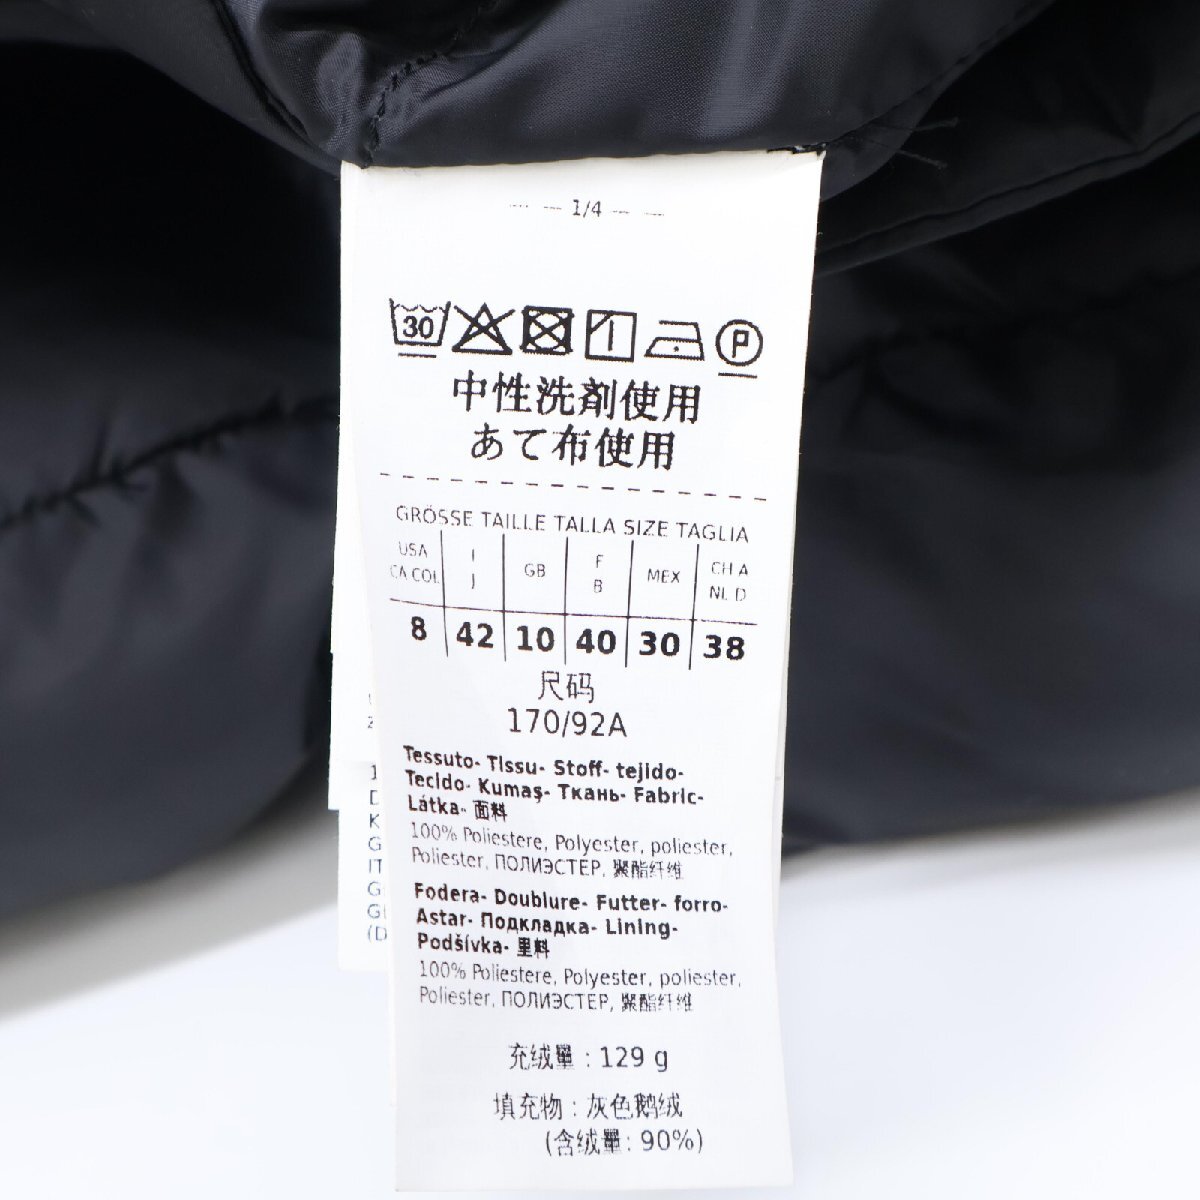 --- --- 1/4 --- ---
30 P
中性洗剤使用
あて布使用
GRÖSSE TAILLE TALLA SIZE TAGLIA
USA CA COL I J GB F B MEX CH A NL D
8 42 10 40 30 38
尺码
170/92A
Tessuto- Tissu- Stoff- tejido-
Tecido- Kumaş- Ткань- Fabric-
Látka- 面料
100% Poliestere, Polyester, poliester,
Poliester, ПОЛИЭСТЕР, 聚酯纤维
Fodera- Doublure- Futter- forro-
Astar- Подкладка- Lining-
Podšívka- 里料
100% Poliestere, Polyester, poliester,
Poliester, ПОЛИЭСТЕР, 聚酯纤维
充绒量 : 129 g
填充物 : 灰色鹅绒
(含绒量: 90%)